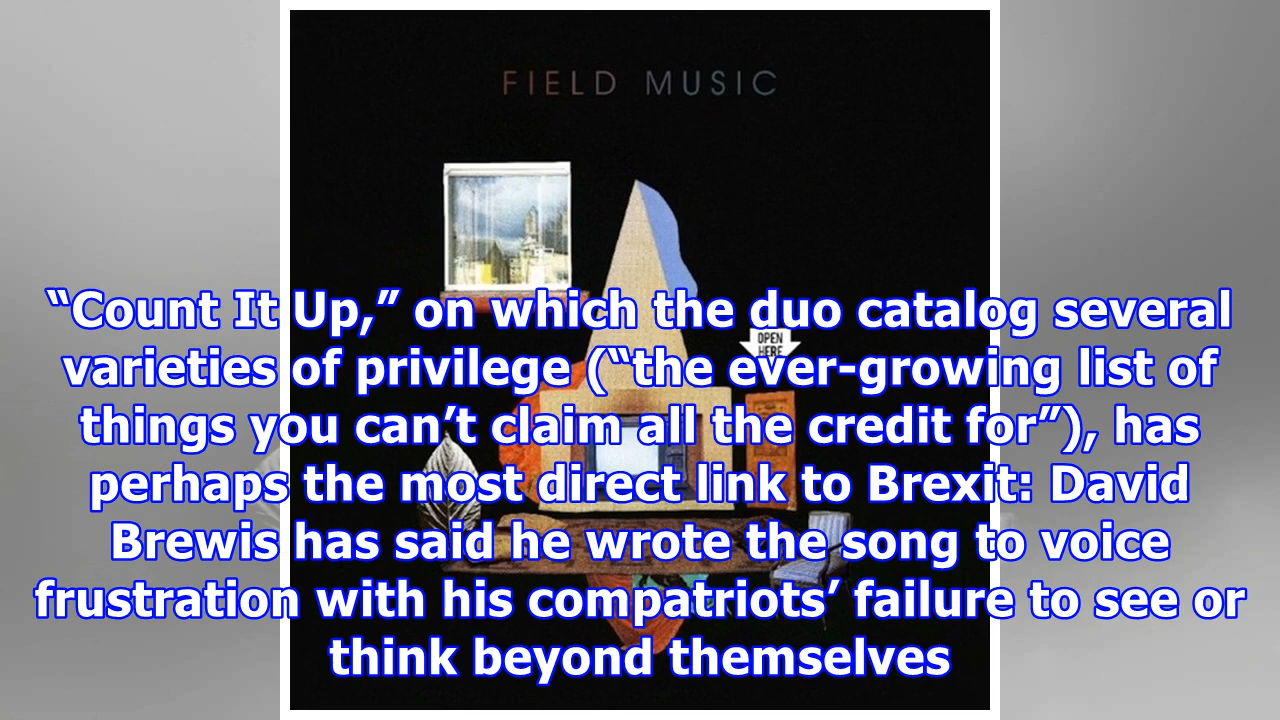 FIELD MUSIC
OPEN
HERE
“Count It Up,” on which the duo catalog several
varieties of privilege (“the ever-growing list of
things you can’t claim all the credit for”), has
perhaps the most direct link to Brexit: David
Brewis has said he wrote the song to voice
frustration with his compatriots’ failure to see or
think beyond themselves